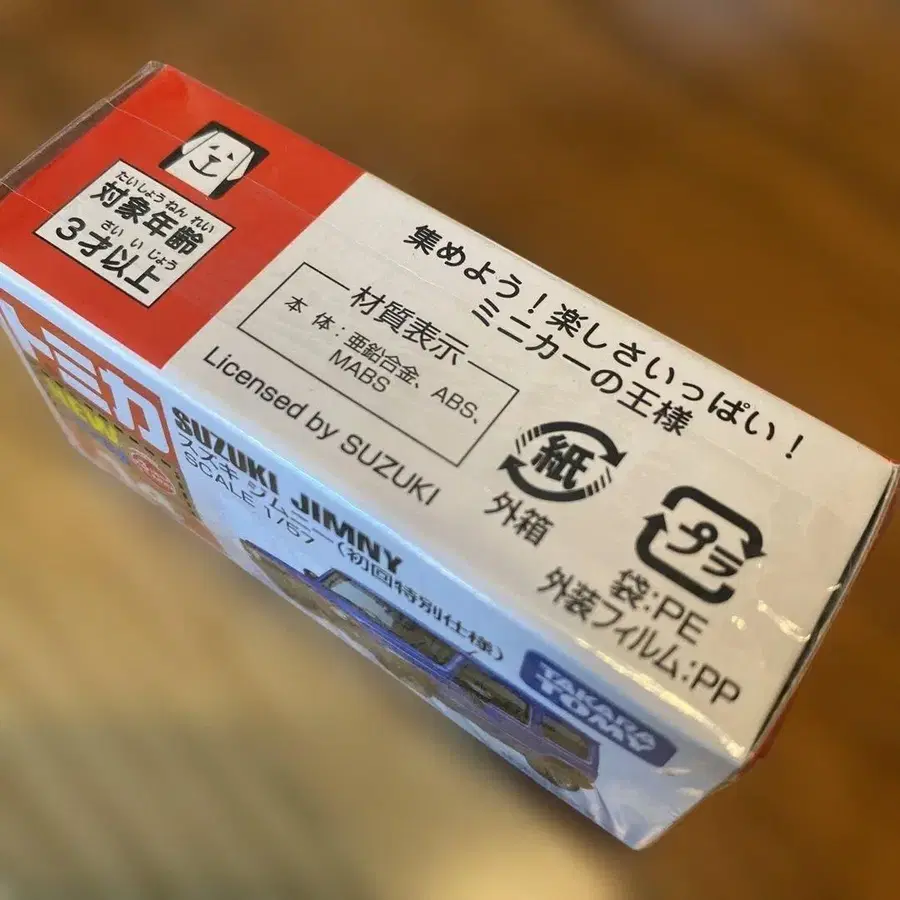 たいしょうねんれい
対象年齢
さいいじょう
3才以上
集めよう！楽しさいっぱい！
ミニカーの王様
材質表示
本体：亜鉛合金、ABS、
MABS
Licensed by SUZUKI
紙
外箱
プラ
袋:PE
外装フィルム:PP
トミカ
SUZUKI JIMNY
スズキ ジムニー(初回特別仕様)
SCALE 1/57
TAKARA
TOMY